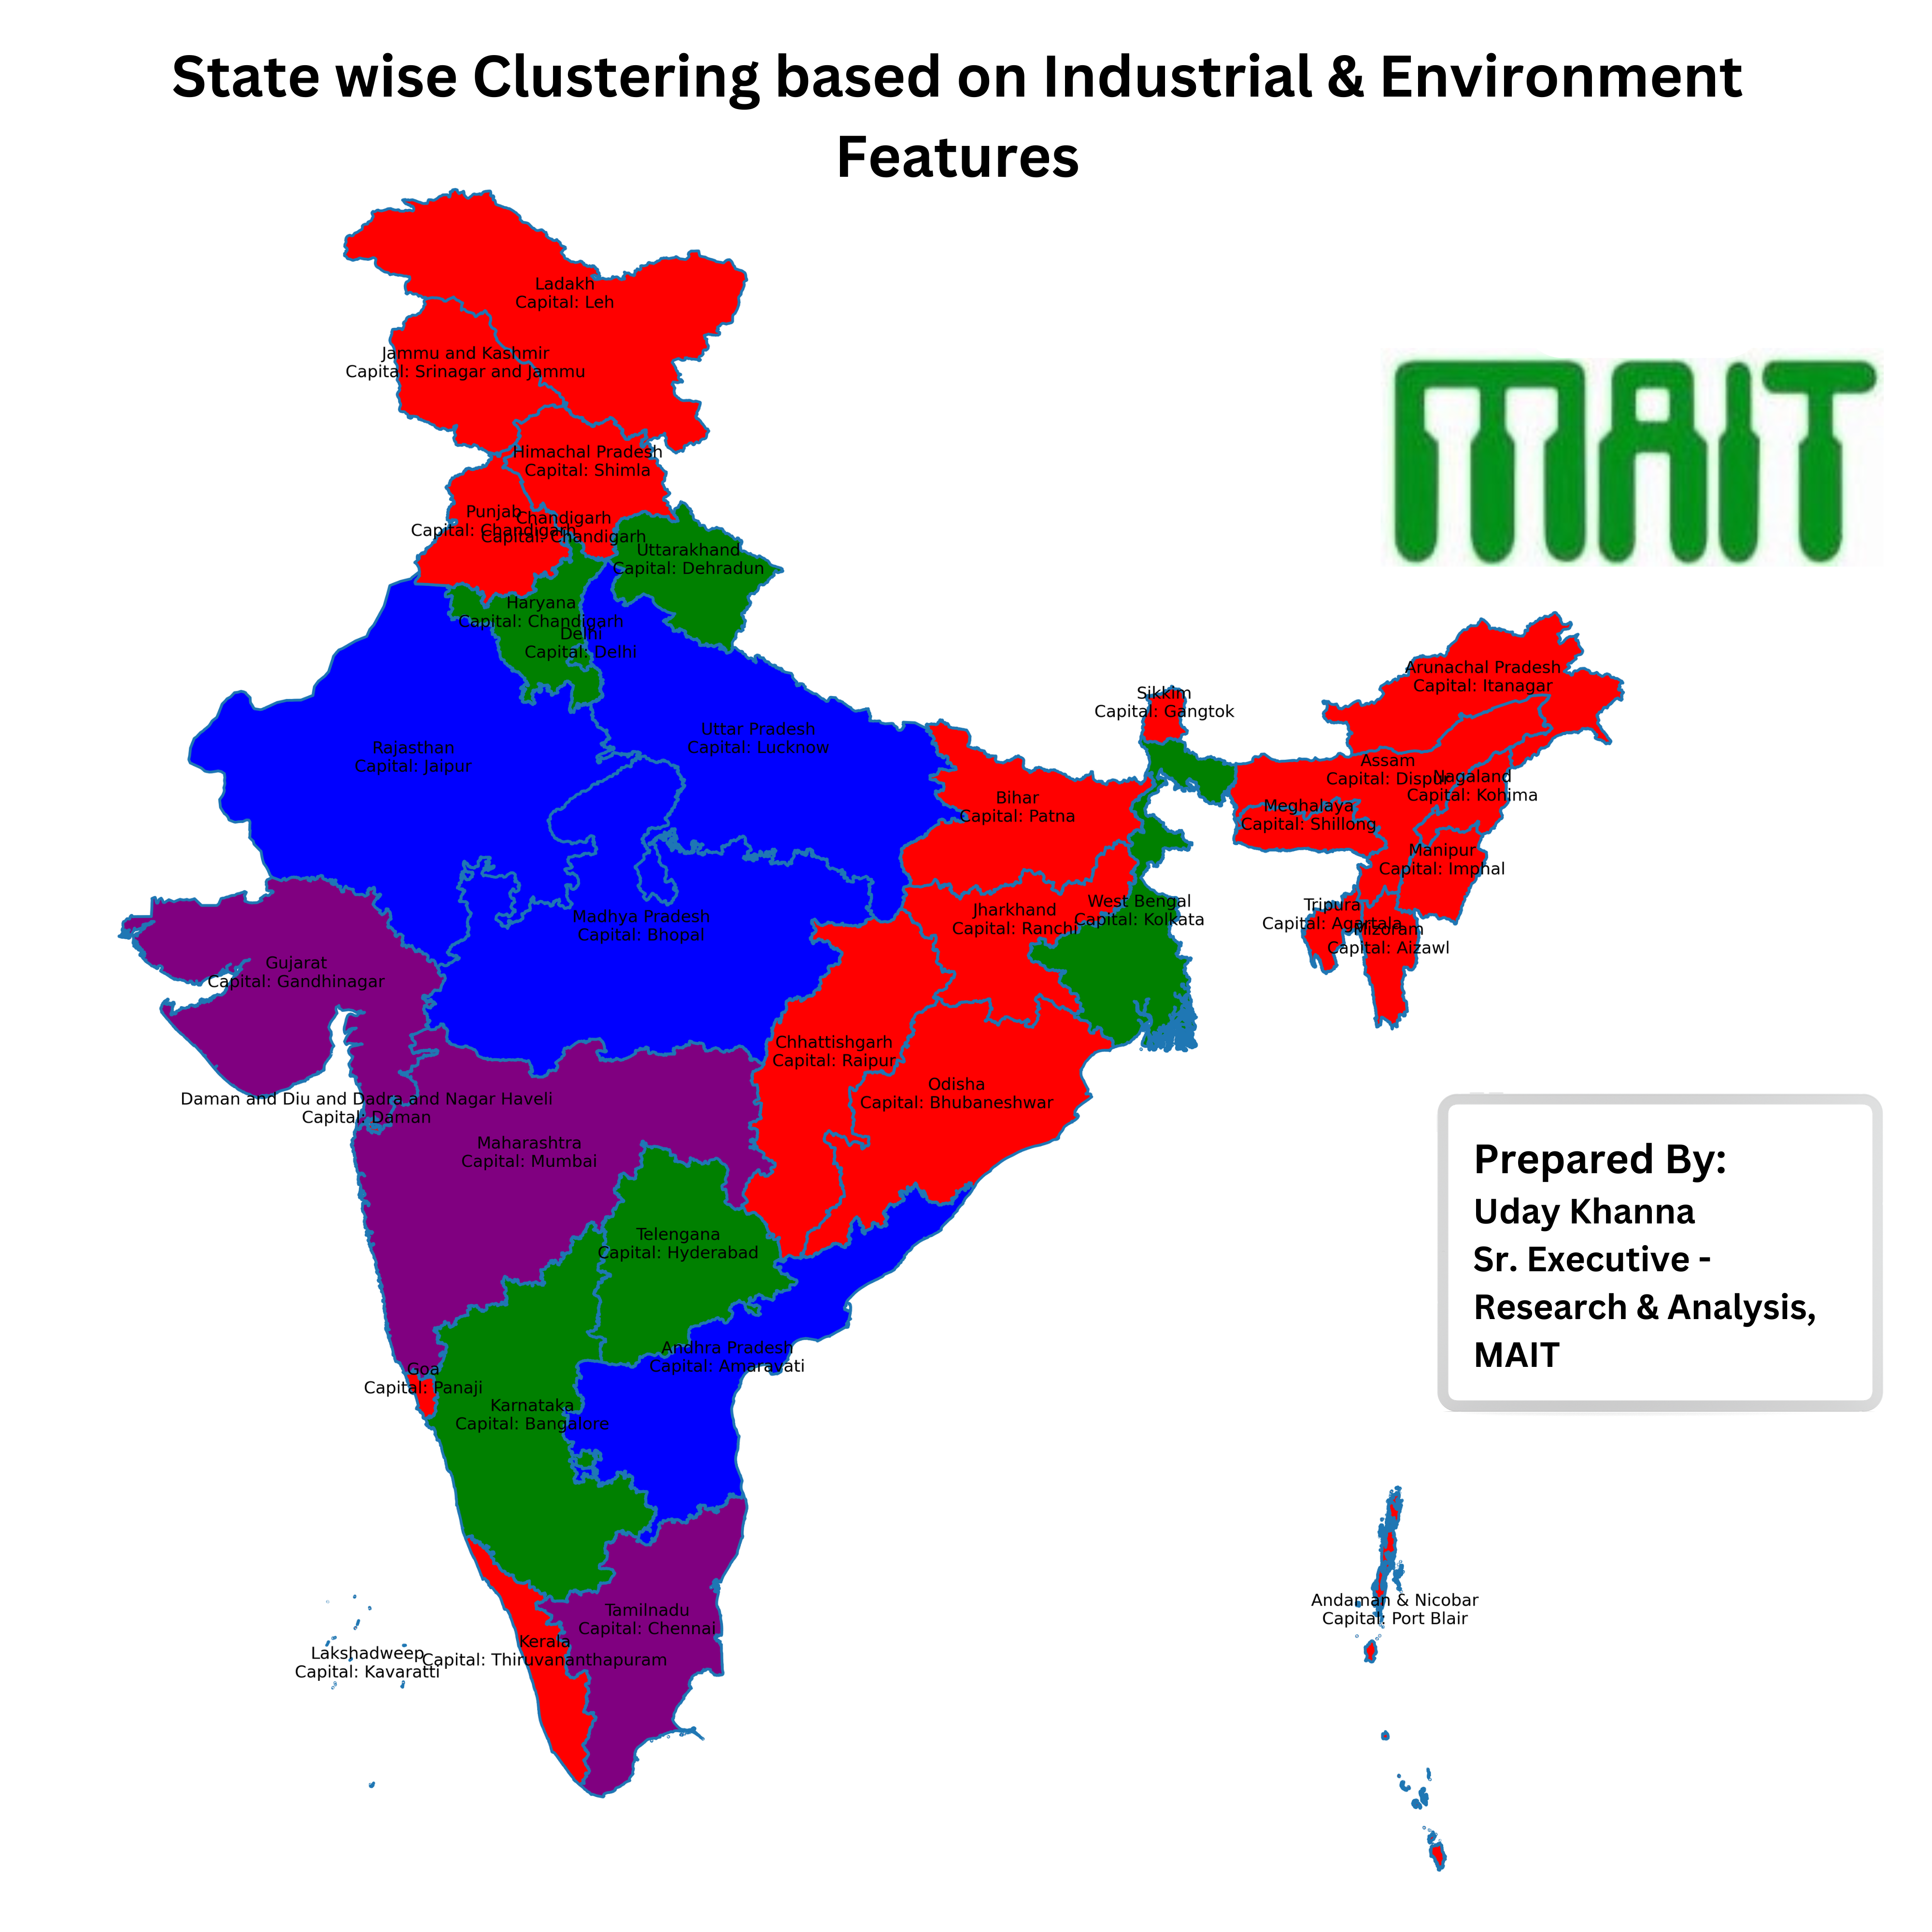 State wise Clustering based on Industrial & Environment
Features
Ladakh
Capital: Leh
Jammu and Kashmir
Capital: Srinagar and Jammu
MAIT
Himachal Pradesh
Capital: Shimla
Punjab
Capital: Chandigarh
Chandigarh
Capital: Chandigarh
Uttarakhand
Capital: Dehradun
Haryana
Capital: Chandigarh
Delhi
Capital: Delhi
Arunachal Pradesh
Capital: Itanagar
Sikkim
Capital: Gangtok
Uttar Pradesh
Capital: Lucknow
Rajasthan
Capital: Jaipur
Assam
Capital: Dispur
Nagaland
Capital: Kohima
Bihar
Capital: Patna
Meghalaya
Capital: Shillong
Manipur
Capital: Imphal
Jharkhand
Capital: Ranchi
West Bengal
Capital: Kolkata
Tripura
Capital: Agartala
Mizoram
Capital: Aizawl
Madhya Pradesh
Capital: Bhopal
Gujarat
Capital: Gandhinagar
Chhattishgarh
Capital: Raipur
Odisha
Capital: Bhubaneshwar
Daman and Diu and Dadra and Nagar Haveli
Capital: Daman
Maharashtra
Capital: Mumbai
Prepared By:
Uday Khanna
Sr. Executive -
Research & Analysis,
MAIT
Telengana
Capital: Hyderabad
Andhra Pradesh
Capital: Amaravati
Goa
Capital: Panaji
Karnataka
Capital: Bangalore
Andaman & Nicobar
Capital: Port Blair
Tamilnadu
Capital: Chennai
Kerala
Capital: Thiruvananthapuram
Lakshadweep
Capital: Kavaratti